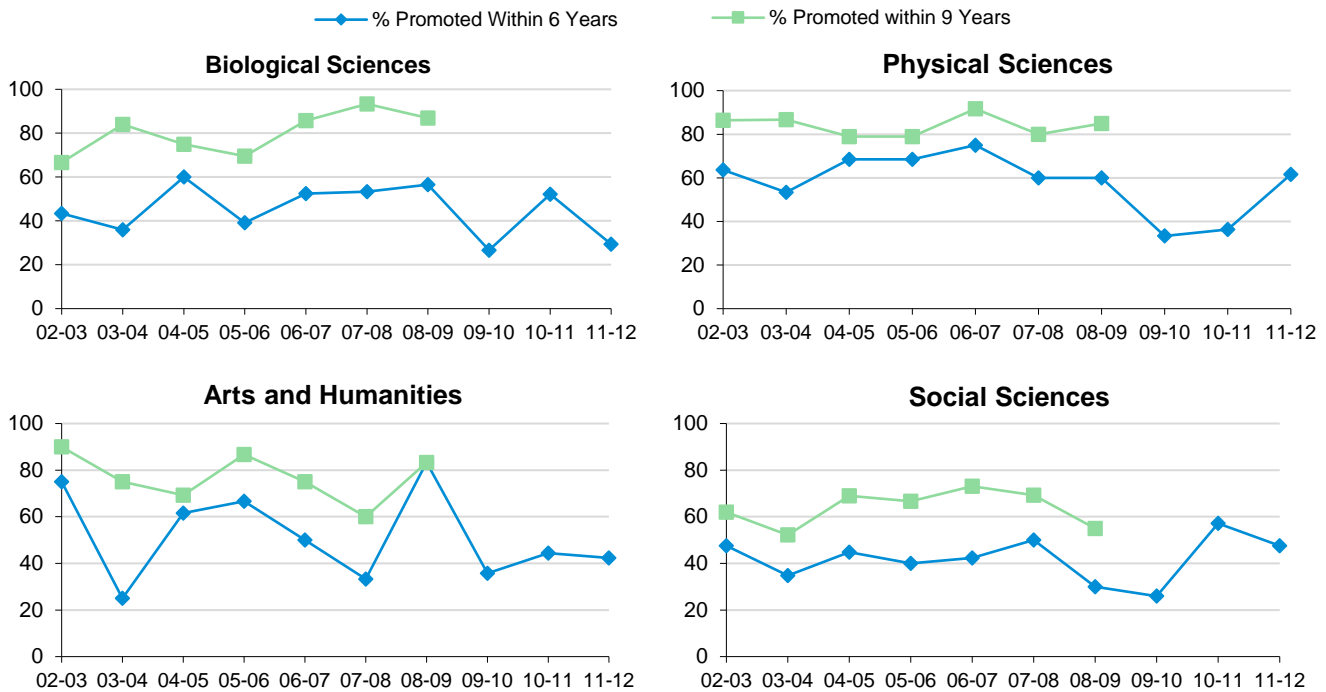 % Promoted Within 6 Years % Promoted within 9 Years
Biological Sciences
100
80
60
40
20
0
02-03 03-04 04-05 05-06 06-07 07-08 08-09 09-10 10-11 11-12
Physical Sciences
100
80
60
40
20
0
02-03 03-04 04-05 05-06 06-07 07-08 08-09 09-10 10-11 11-12
Arts and Humanities
100
80
60
40
20
0
02-03 03-04 04-05 05-06 06-07 07-08 08-09 09-10 10-11 11-12
Social Sciences
100
80
60
40
20
0
02-03 03-04 04-05 05-06 06-07 07-08 08-09 09-10 10-11 11-12